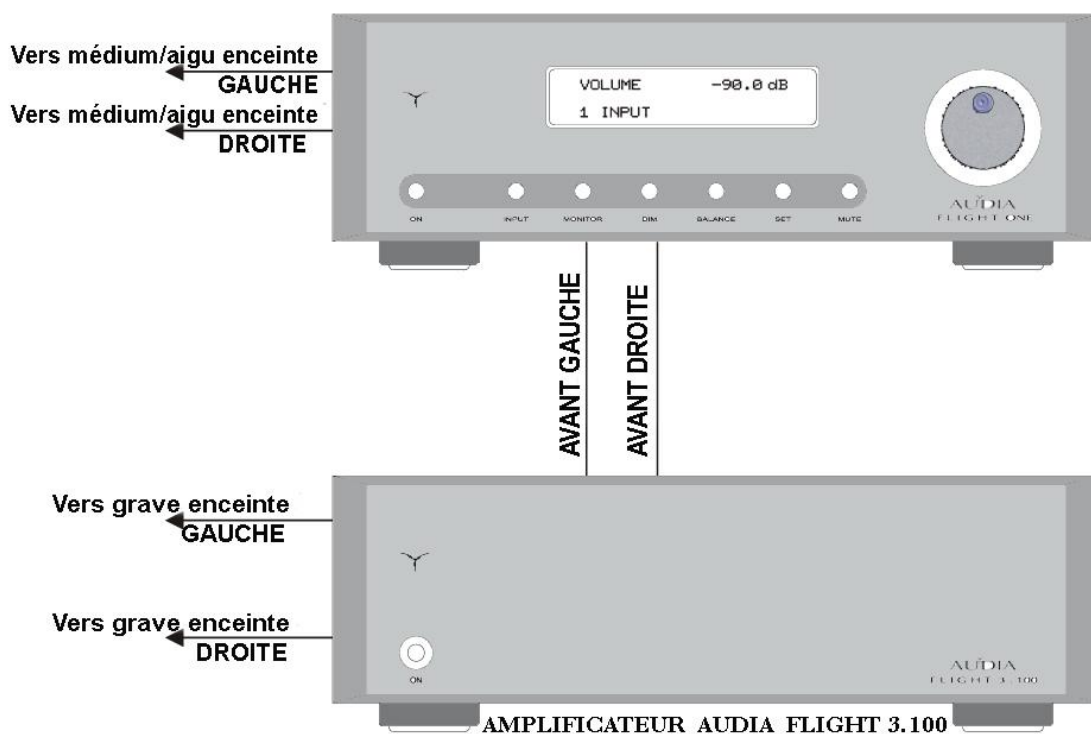 Vers médium/aigu enceinte
GAUCHE
Vers médium/aigu enceinte
DROITE
VOLUME -90.0 dB
1 INPUT
ON INPUT MONITOR DIM BALANCE SET MUTE
AUDIA
FLIGHT ONE
AVANT GAUCHE
AVANT DROITE
Vers grave enceinte
GAUCHE
Vers grave enceinte
DROITE
ON
AUDIA
FLIGHT 3.100
AMPLIFICATEUR AUDIA FLIGHT 3.100